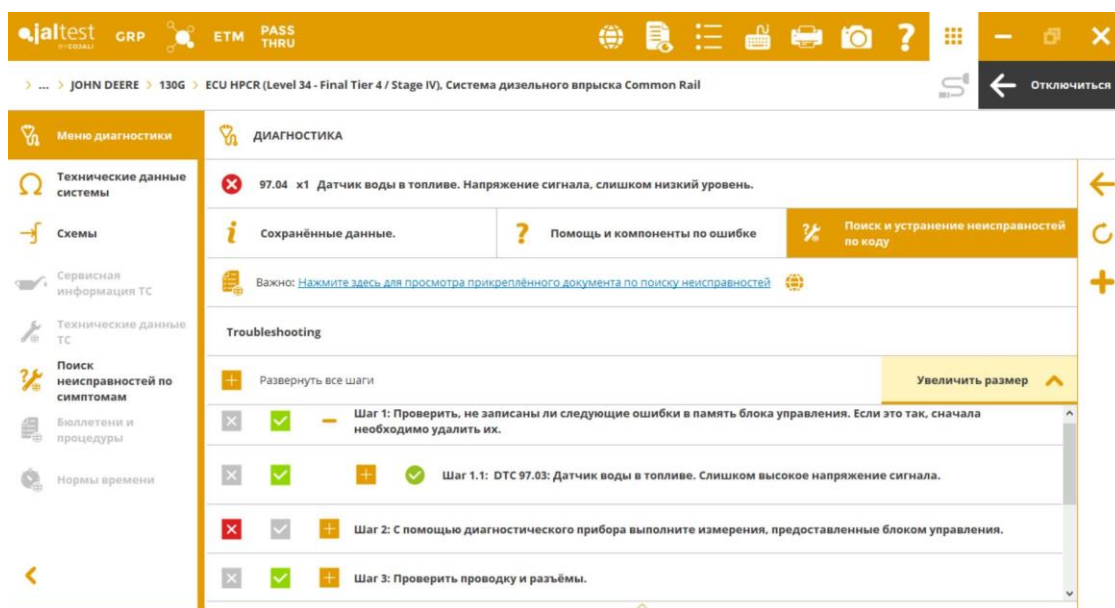 jaltest
BY COJALI
GRP
ETM
PASS
THRU
?
> ... > JOHN DEERE > 130G > ECU HPCR (Level 34 - Final Tier 4 / Stage IV), Система дизельного впрыска Common Rail
Отключиться
Меню диагностики
ДИАГНОСТИКА
Технические данные
системы
97.04 x1 Датчик воды в топливе. Напряжение сигнала, слишком низкий уровень.
Схемы
Сохранённые данные.
Помощь и компоненты по ошибке
Поиск и устранение неисправностей
по коду
Сервисная
информация ТС
Важно: Нажмите здесь для просмотра прикреплённого документа по поиску неисправностей
Технические данные
ТС
Troubleshooting
Поиск
неисправностей по
симптомам
Развернуть все шаги
Увеличить размер
Бюллетени и
процедуры
Шаг 1: Проверить, не записаны ли следующие ошибки в память блока управления. Если это так, сначала
необходимо удалить их.
Нормы времени
Шаг 1.1: DTC 97.03: Датчик воды в топливе. Слишком высокое напряжение сигнала.
Шаг 2: С помощью диагностического прибора выполните измерения, предоставленные блоком управления.
Шаг 3: Проверить проводку и разъёмы.